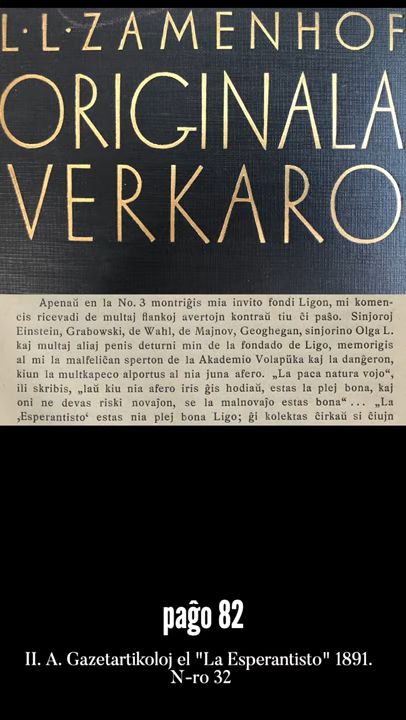 L·L·ZAMENHOF
ORIGINALA
VERKARO
Apenaŭ en la No. 3 montriĝis mia invito fondi Ligon, mi komen-
cis ricevadi de multaj flankoj avertojn kontraŭ tiu ĉi paŝo. Sinjoroj
Einstein, Grabowski, de Wahl, de Majnov, Geoghegan, sinjorino Olga L.
kaj multaj aliaj penis deturni min de la fondado de Ligo, memorigis
al mi la malfeliĉan sperton de la Akademio Volapüka kaj la danĝeron,
kiun la multkapeco alportus al nia juna afero. „La paca natura vojo“,
ili skribis, „laŭ kiu nia afero iris ĝis hodiaŭ, estas la plej bona, kaj
oni ne devas riski novaĵon, se la malnovaĵo estas bona“ ... „La
‚Esperantisto‘ estas nia plej bona Ligo; ĝi kolektas ĉirkaŭ si ĉiujn
paĝo 82
II. A. Gazetartikoloj el "La Esperantisto" 1891.
N-ro 32